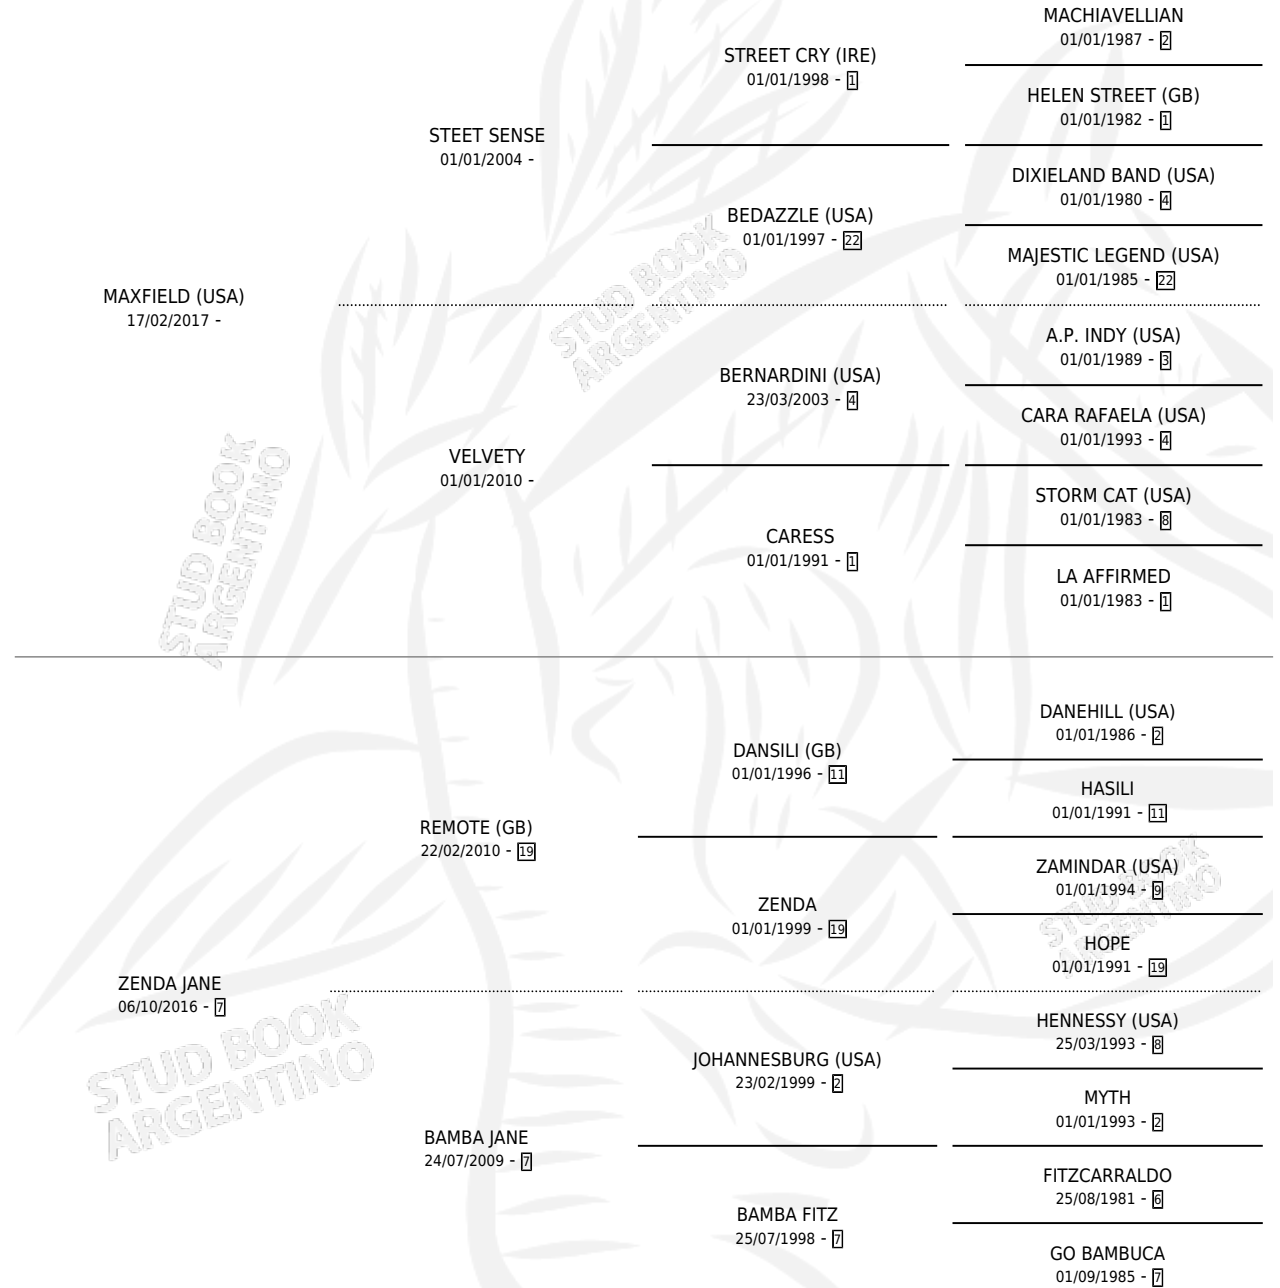 MACHIAVELLIAN
01/01/1987 - 2
STREET CRY (IRE)
01/01/1998 - 1
HELEN STREET (GB)
01/01/1982 - 1
STEET SENSE
01/01/2004 -
DIXIELAND BAND (USA)
01/01/1980 - 4
BEDAZZLE (USA)
01/01/1997 - 22
MAJESTIC LEGEND (USA)
01/01/1985 - 22
MAXFIELD (USA)
17/02/2017 -
A.P. INDY (USA)
01/01/1989 - 3
BERNARDINI (USA)
23/03/2003 - 4
CARA RAFAELA (USA)
01/01/1993 - 4
VELVETY
01/01/2010 -
STORM CAT (USA)
01/01/1983 - 8
CARESS
01/01/1991 - 1
LA AFFIRMED
01/01/1983 - 1
DANEHILL (USA)
01/01/1986 - 2
DANSILI (GB)
01/01/1996 - 11
HASILI
01/01/1991 - 11
REMOTE (GB)
22/02/2010 - 19
ZAMINDAR (USA)
01/01/1994 - 9
ZENDA
01/01/1999 - 19
HOPE
01/01/1991 - 19
ZENDA JANE
06/10/2016 - 7
HENNESSY (USA)
25/03/1993 - 8
JOHANNESBURG (USA)
23/02/1999 - 2
MYTH
01/01/1993 - 2
BAMBA JANE
24/07/2009 - 7
FITZCARRALDO
25/08/1981 - 6
BAMBA FITZ
25/07/1998 - 7
GO BAMBUCA
01/09/1985 - 7
STUD BOOK
ARGENTINO
STUD BOOK
ARGENTINO
STUD BOOK
ARGENTINO
STUD BOOK
ARGENTINO